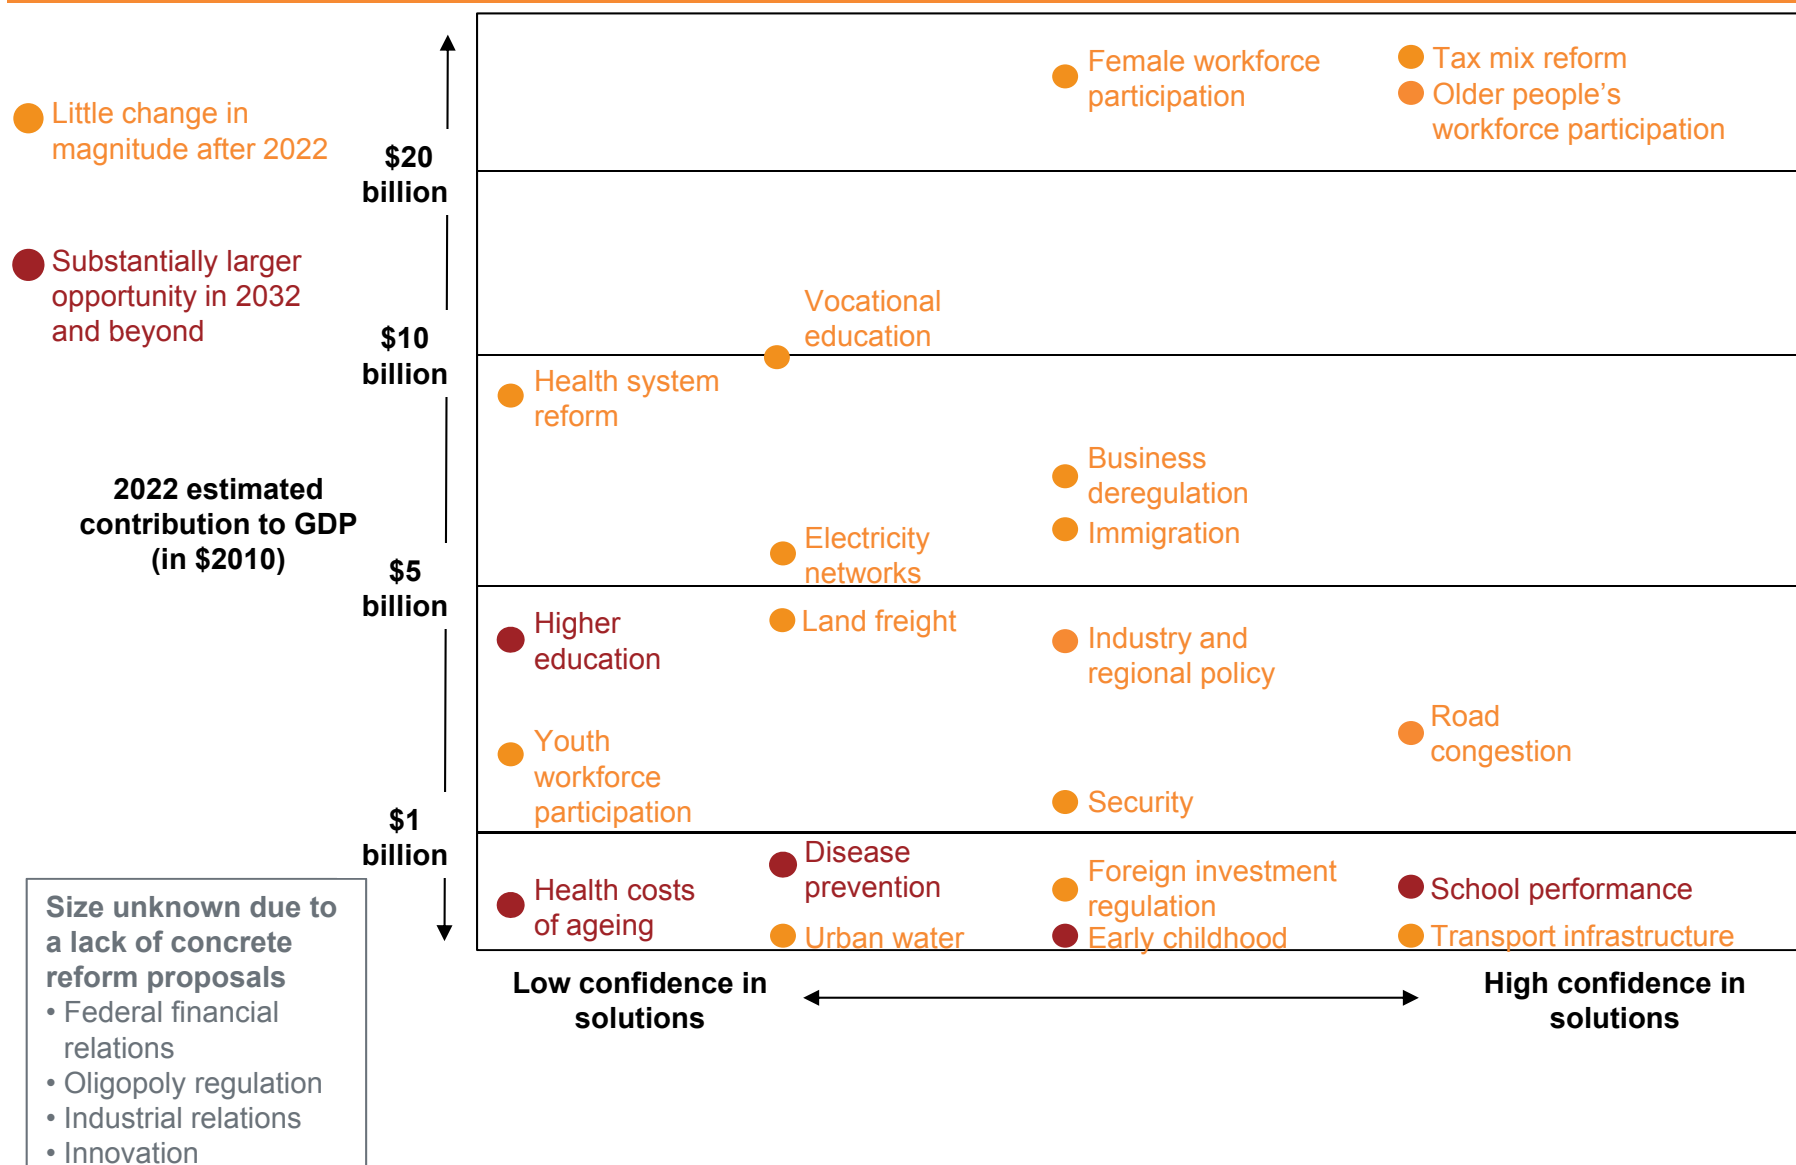 Little change in
magnitude after 2022
Substantially larger
opportunity in 2032
and beyond
2022 estimated
contribution to GDP
(in $2010)
$20
billion
$10
billion
$5
billion
$1
billion
Female workforce
participation
Tax mix reform
Older people’s
workforce participation
Vocational
education
Health system
reform
Business
deregulation
Immigration
Electricity
networks
Higher
education
Land freight
Industry and
regional policy
Road
congestion
Youth
workforce
participation
Security
Health costs
of ageing
Disease
prevention
Urban water
Foreign investment
regulation
Early childhood
School performance
Transport infrastructure
Low confidence in
solutions
High confidence in
solutions
Size unknown due to
a lack of concrete
reform proposals
• Federal financial
relations
• Oligopoly regulation
• Industrial relations
• Innovation